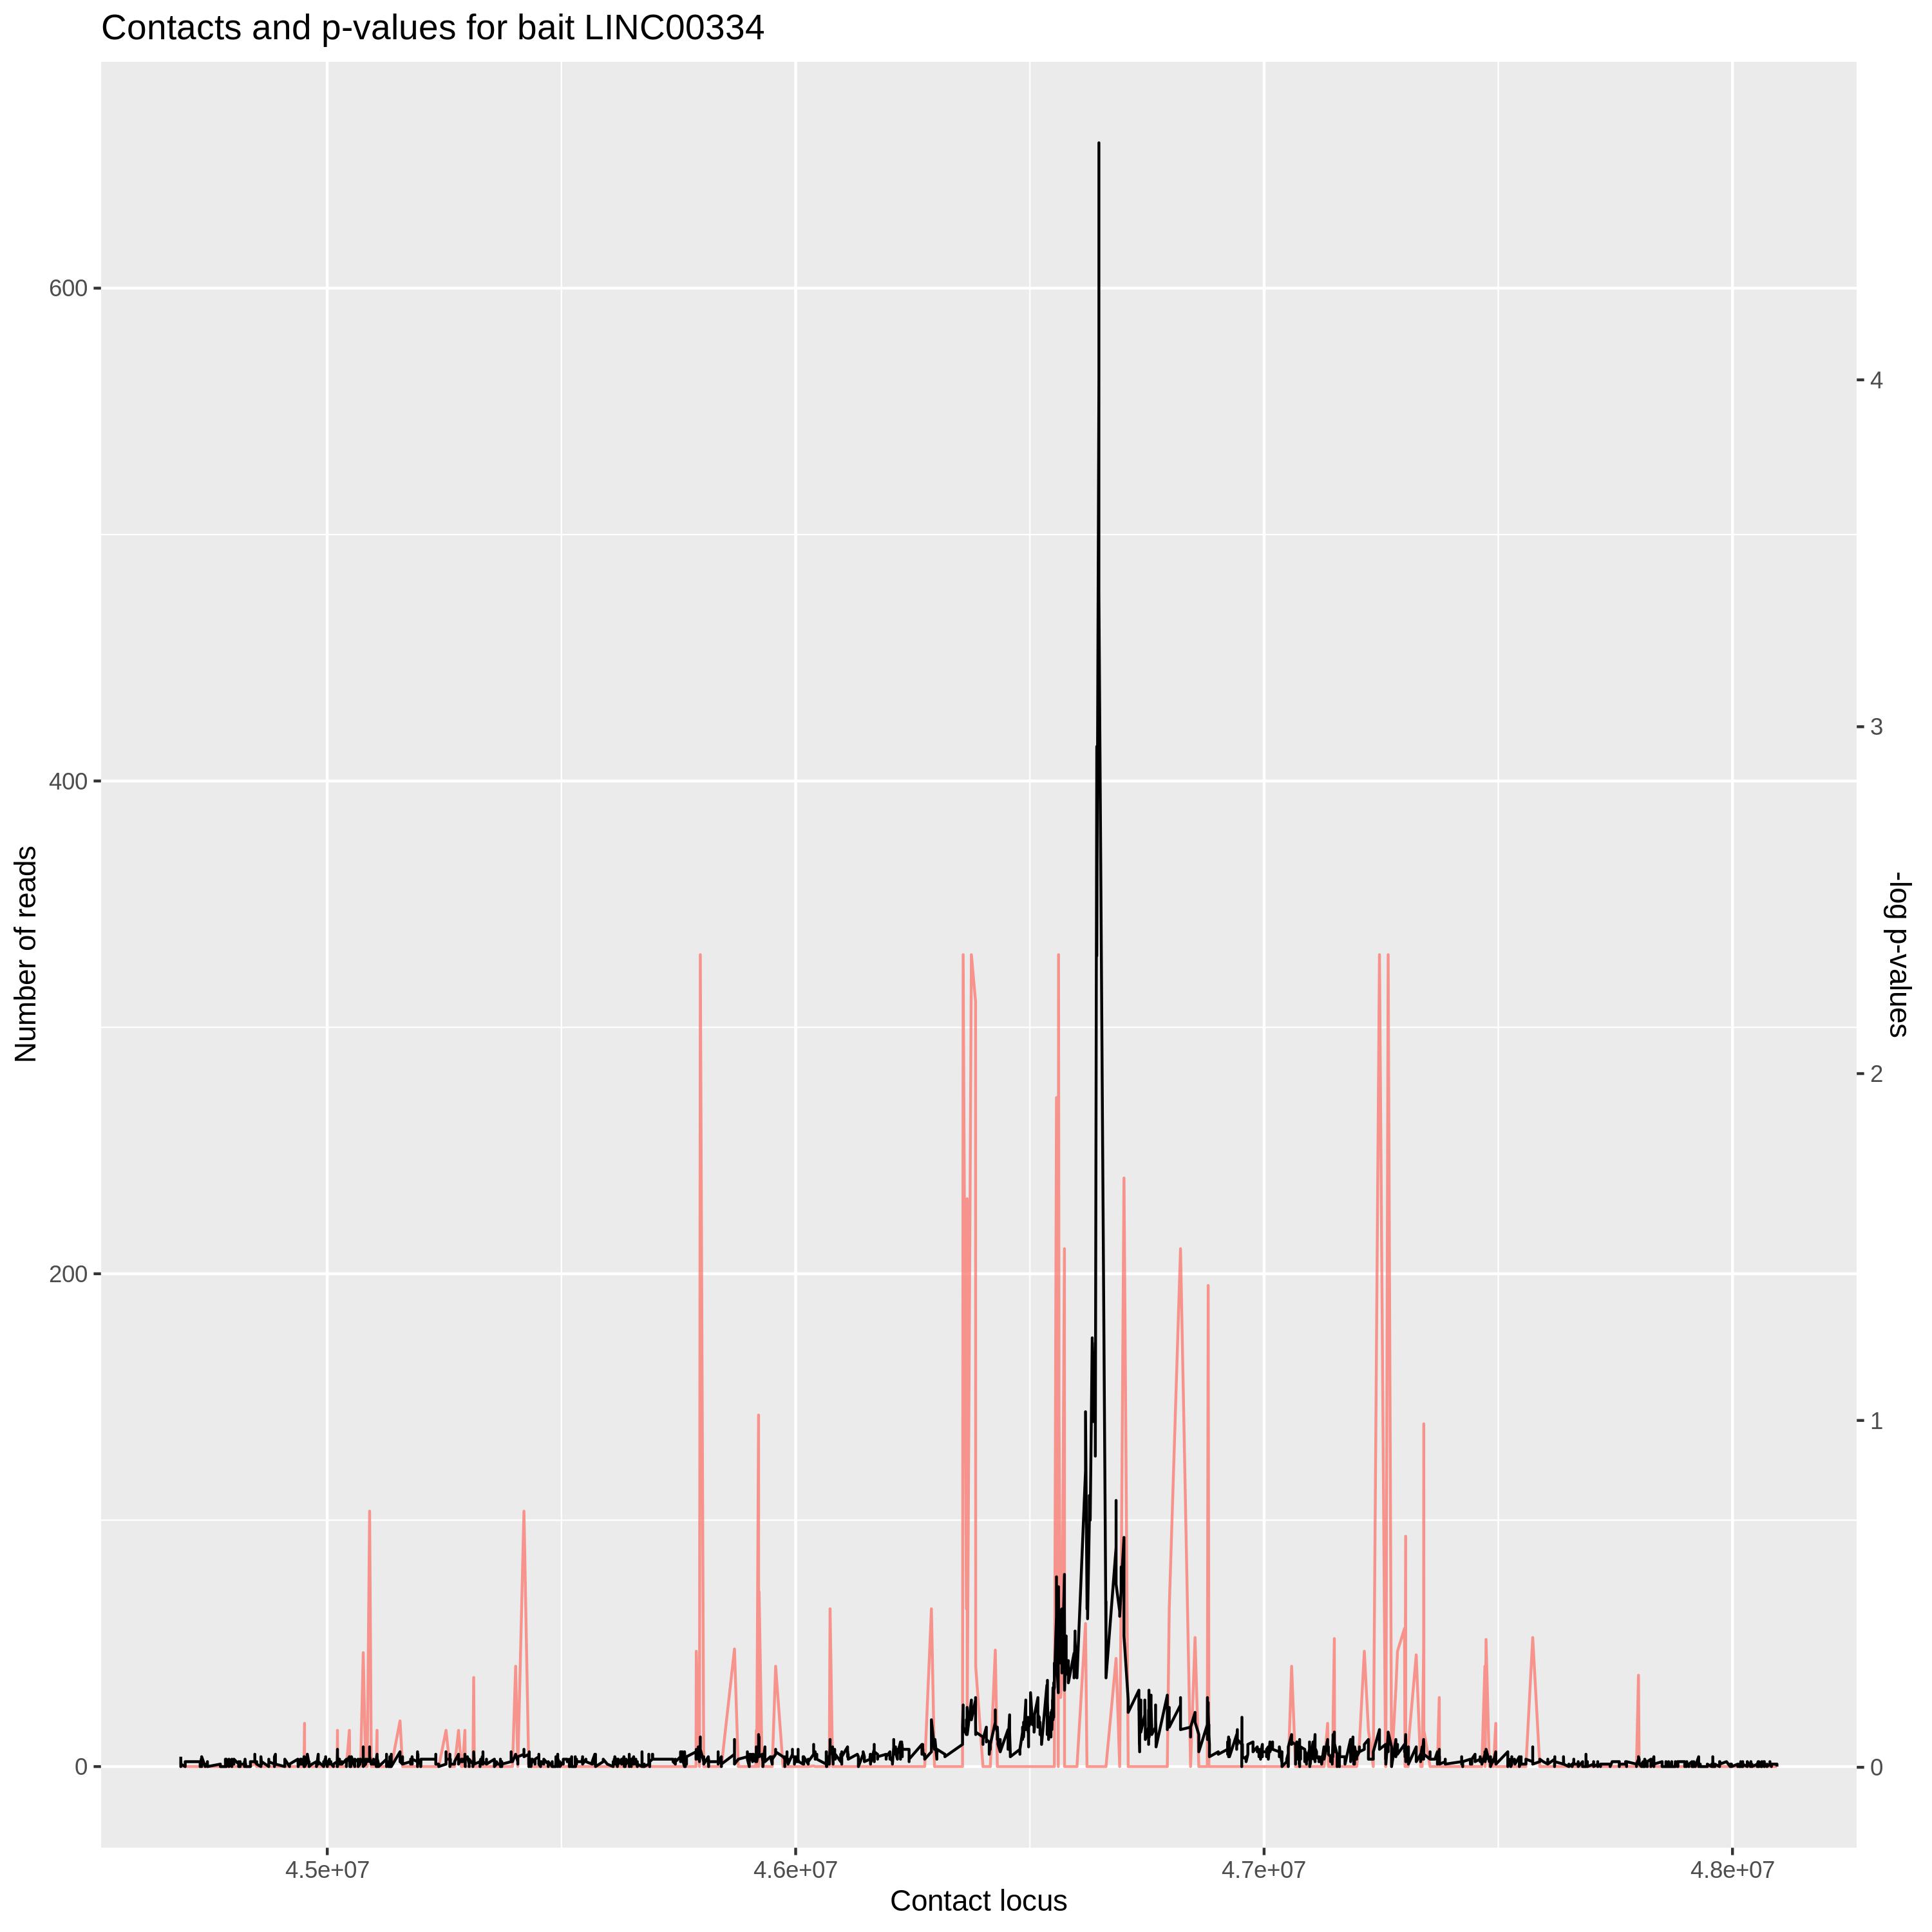 Contacts and p-values for bait LINC00334
600
400
200
0
Number of reads
4
3
2
1
0
-log p-values
4.5e+07
4.6e+07
4.7e+07
4.8e+07
Contact locus